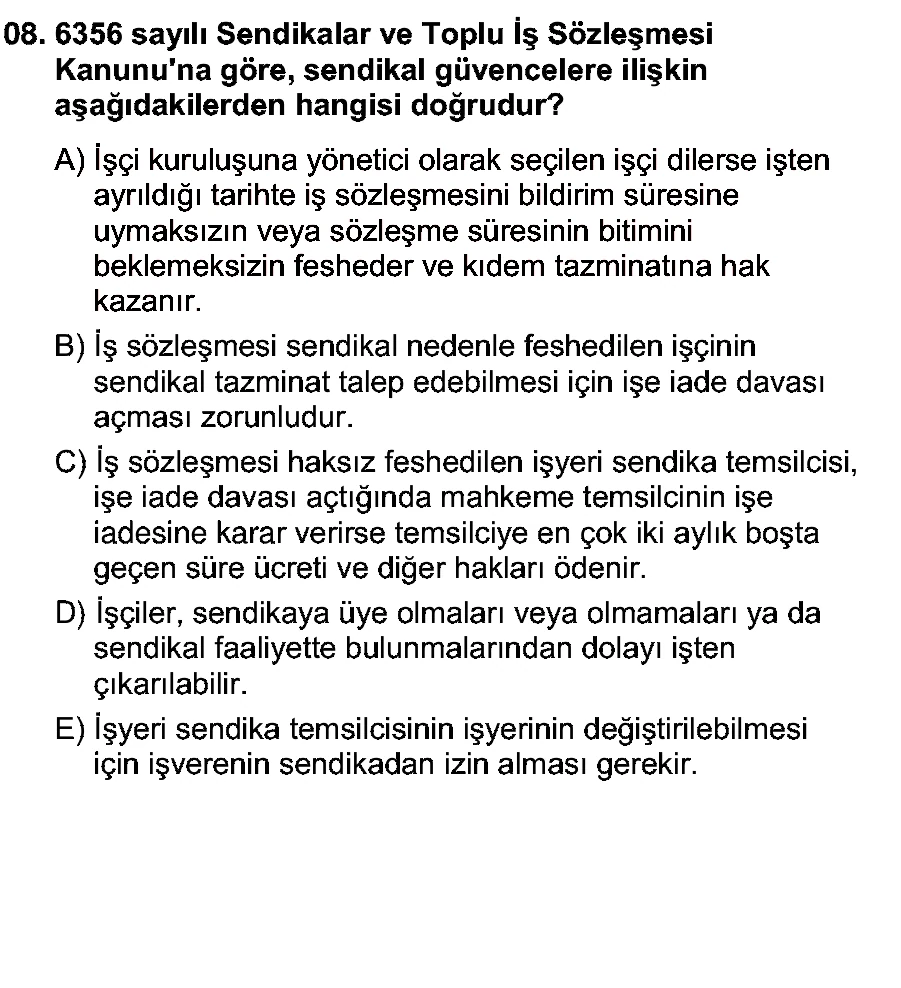 08. 6356 sayılı Sendikalar ve Toplu İş Sözleşmesi
Kanunu'na göre, sendikal güvencelere ilişkin
aşağıdakilerden hangisi doğrudur?
A) İşçi kuruluşuna yönetici olarak seçilen işçi dilerse işten
ayrıldığı tarihte iş sözleşmesini bildirim süresine
uymaksızın veya sözleşme süresinin bitimini
beklemeksizin fesheder ve kıdem tazminatına hak
kazanır.
B) İş sözleşmesi sendikal nedenle feshedilen işçinin
sendikal tazminat talep edebilmesi için işe iade davası
açması zorunludur.
C) İş sözleşmesi haksız feshedilen işyeri sendika temsilcisi,
işe iade davası açtığında mahkeme temsilcinin işe
iadesine karar verirse temsilciye en çok iki aylık boşta
geçen süre ücreti ve diğer hakları ödenir.
D) İşçiler, sendikaya üye olmaları veya olmamaları ya da
sendikal faaliyette bulunmalarından dolayı işten
çıkarılabilir.
E) İşyeri sendika temsilcisinin işyerinin değiştirilebilmesi
için işverenin sendikadan izin alması gerekir.